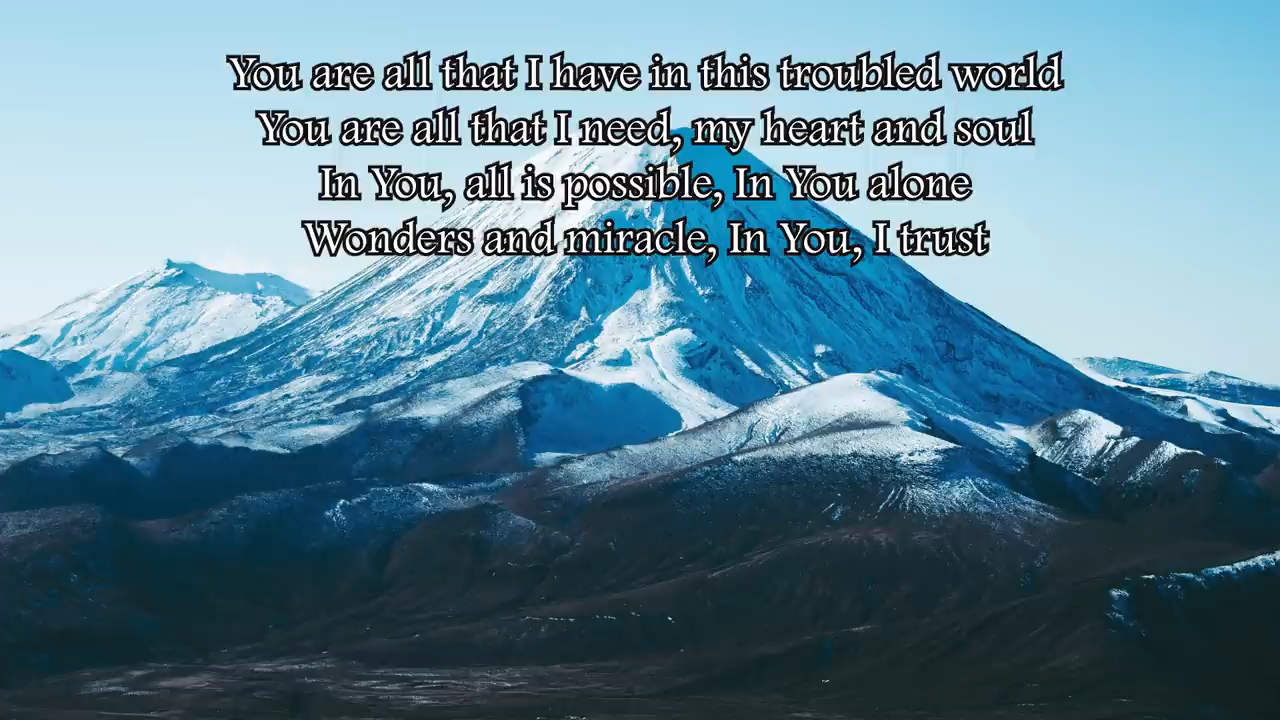 You are all that I have in this troubled world
You are all that I need, my heart and soul
In You, all is possible, In You alone
Wonders and miracle, In You, I trust